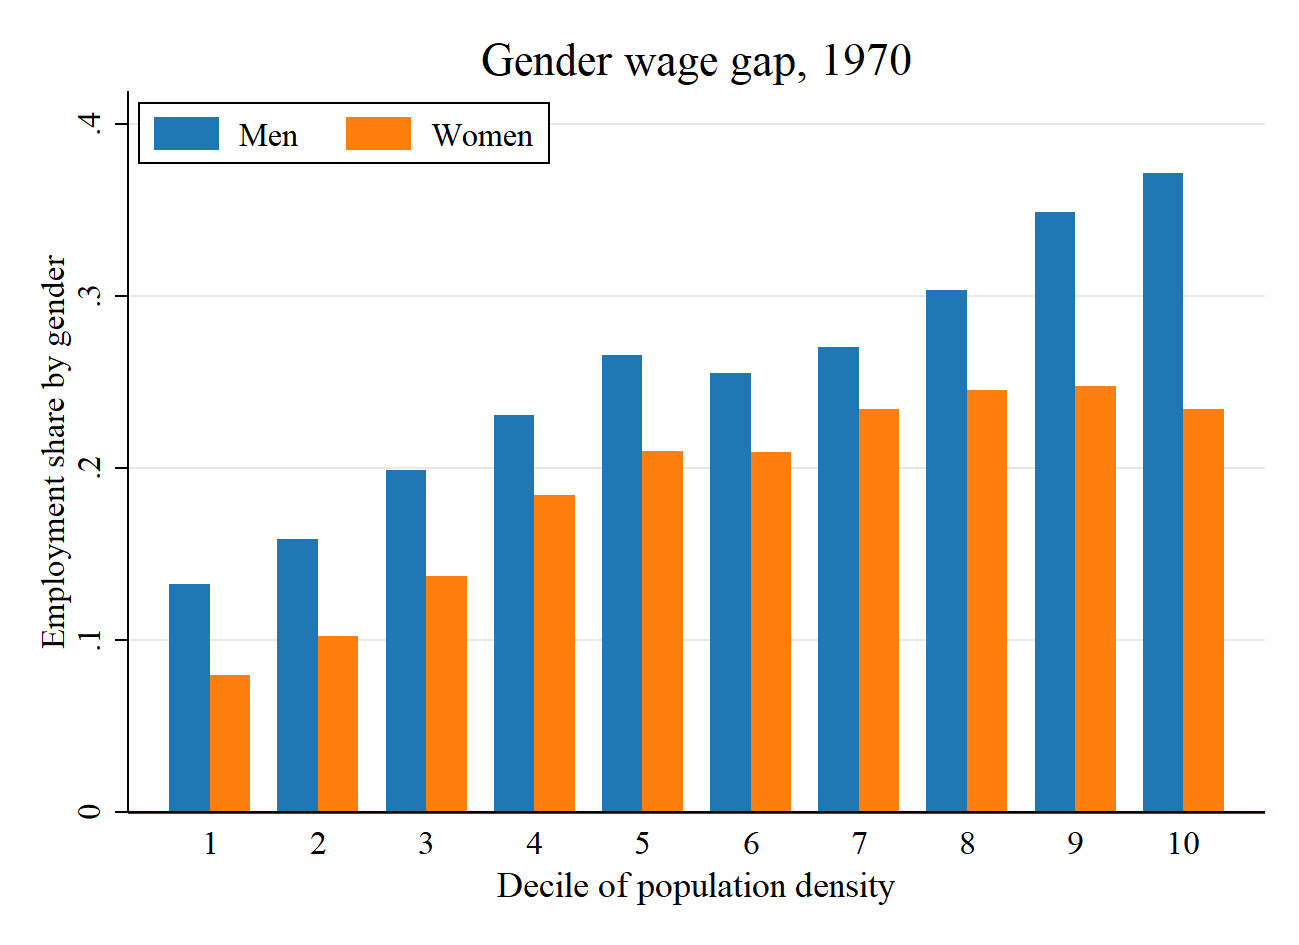 Gender wage gap, 1970
Men Women
Employment share by gender
.4
.3
.2
.1
0
1 2 3 4 5 6 7 8 9 10
Decile of population density